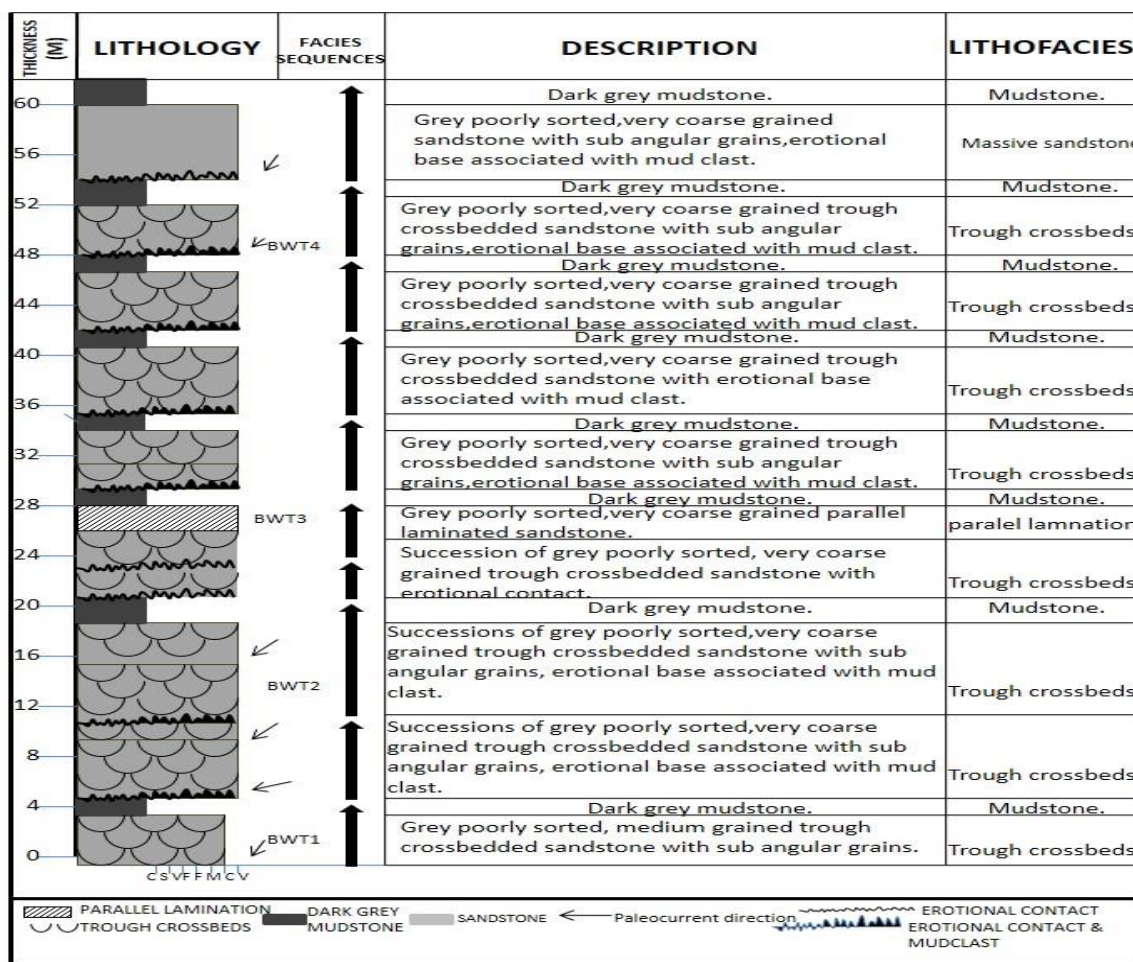 THICKNESS (M)
LITHOLOGY
FACIES SEQUENCES
DESCRIPTION
LITHOFACIES
60
56
52
48
44
40
36
32
28
24
20
16
12
8
4
0
BWT4
BWT3
BWT2
BWT1
C S V F F M C V
Dark grey mudstone.
Mudstone.
Grey poorly sorted,very coarse grained
sandstone with sub angular grains,erotional
base associated with mud clast.
Massive sandstone
Dark grey mudstone.
Mudstone.
Grey poorly sorted,very coarse grained trough
crossbedded sandstone with sub angular
grains,erotional base associated with mud clast.
Trough crossbeds
Dark grey mudstone.
Mudstone.
Grey poorly sorted,very coarse grained trough
crossbedded sandstone with sub angular
grains,erotional base associated with mud clast.
Trough crossbeds
Dark grey mudstone.
Mudstone.
Grey poorly sorted,very coarse grained trough
crossbedded sandstone with erotional base
associated with mud clast.
Trough crossbeds
Dark grey mudstone.
Mudstone.
Grey poorly sorted,very coarse grained trough
crossbedded sandstone with sub angular
grains,erotional base associated with mud clast.
Trough crossbeds
Dark grey mudstone.
Mudstone.
Grey poorly sorted,very coarse grained parallel
laminated sandstone.
paralel lamnation
Succession of grey poorly sorted, very coarse
grained trough crossbedded sandstone with
erotional contact.
Trough crossbeds
Dark grey mudstone.
Mudstone.
Successions of grey poorly sorted,very coarse
grained trough crossbedded sandstone with sub
angular grains, erotional base associated with mud
clast.
Trough crossbeds
Successions of grey poorly sorted,very coarse
grained trough crossbedded sandstone with sub
angular grains, erotional base associated with mud
clast.
Trough crossbeds
Dark grey mudstone.
Mudstone.
Grey poorly sorted, medium grained trough
crossbedded sandstone with sub angular grains.
Trough crossbeds
PARALLEL LAMINATION
TROUGH CROSSBEDS
DARK GREY
MUDSTONE
SANDSTONE
Paleocurrent direction
EROTIONAL CONTACT
EROTIONAL CONTACT &
MUDCLAST